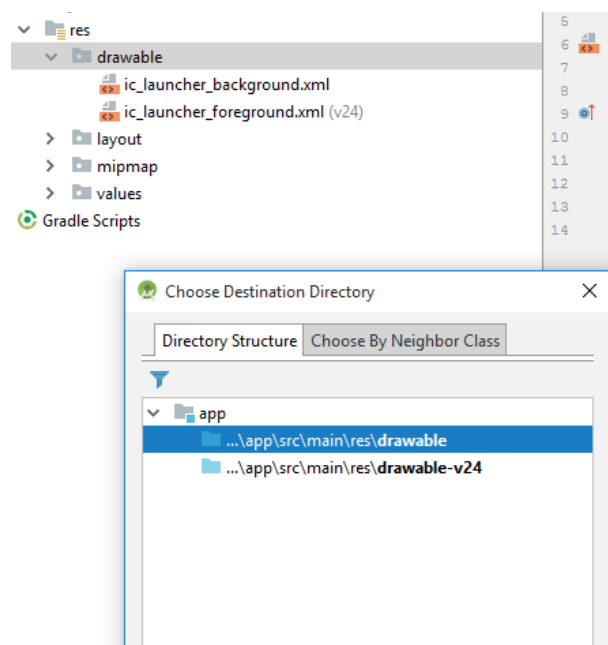 res
drawable
ic_launcher_background.xml
ic_launcher_foreground.xml (v24)
layout
mipmap
values
Gradle Scripts
5
6
7
8
9
10
11
12
13
14
Choose Destination Directory
Directory Structure Choose By Neighbor Class
app
...\app\src\main\res\drawable
...\app\src\main\res\drawable-v24